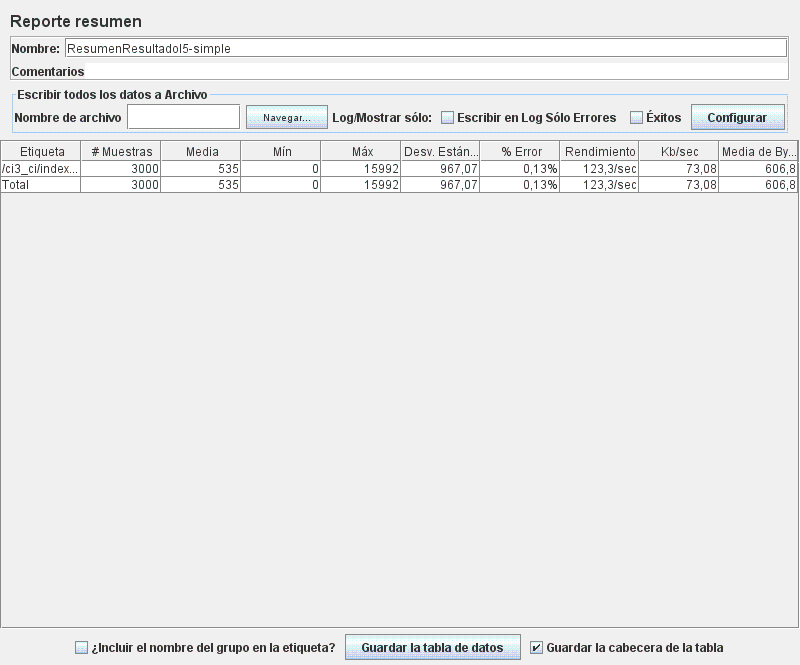 Reporte resumen
Nombre: ResumenResultadoI5-simple
Comentarios
Escribir todos los datos a Archivo
Nombre de archivo Navegar... Log/Mostrar sólo: Escribir en Log Sólo Errores Éxitos Configurar
Etiqueta # Muestras Media Mín Máx Desv. Están... % Error Rendimiento Kb/sec Media de By...
/ci3_ci/index... 3000 535 0 15992 967,07 0,13% 123,3/sec 73,08 606,8
Total 3000 535 0 15992 967,07 0,13% 123,3/sec 73,08 606,8
¿Incluir el nombre del grupo en la etiqueta? Guardar la tabla de datos Guardar la cabecera de la tabla